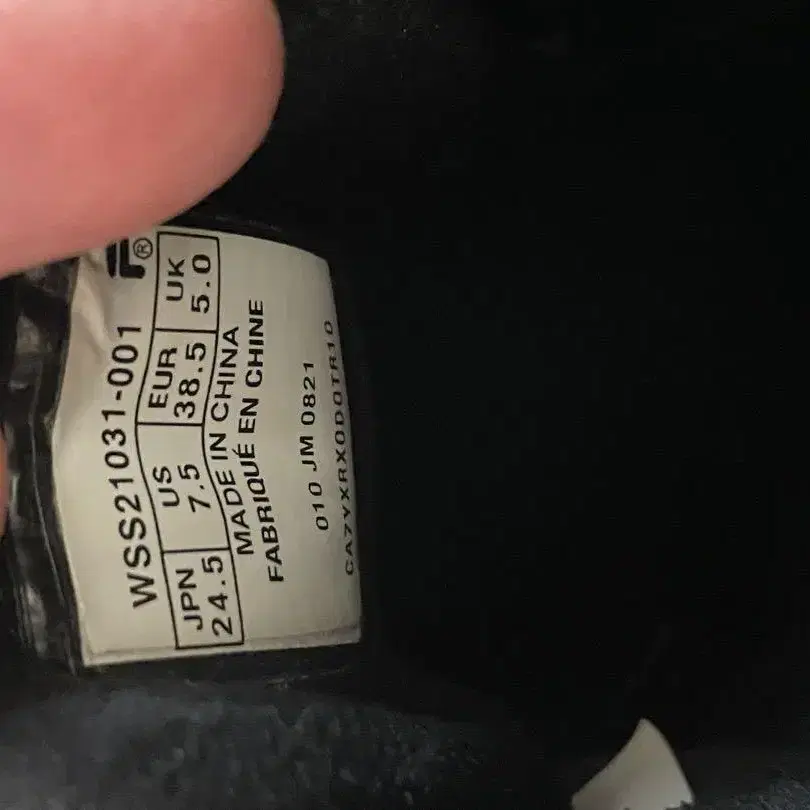 WSS21031-001
JPN US EUR UK
24.5 7.5 38.5 5.0
MADE IN CHINA
FABRIQUÉ EN CHINE
010 JM 0821